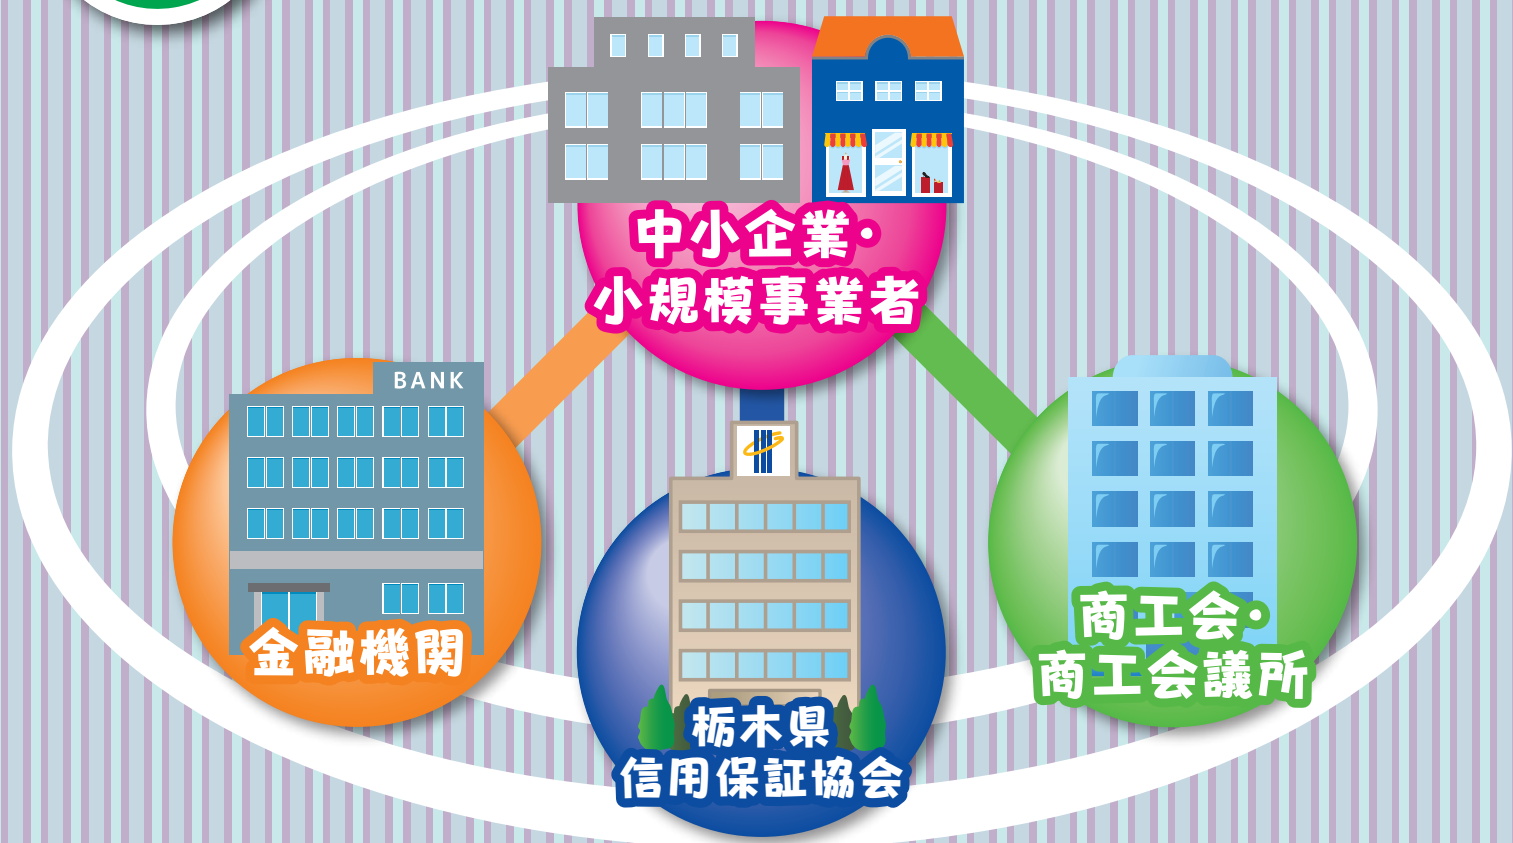 中小企業・
小規模事業者
BANK
金融機関
商工会・
商工会議所
栃木県
信用保証協会